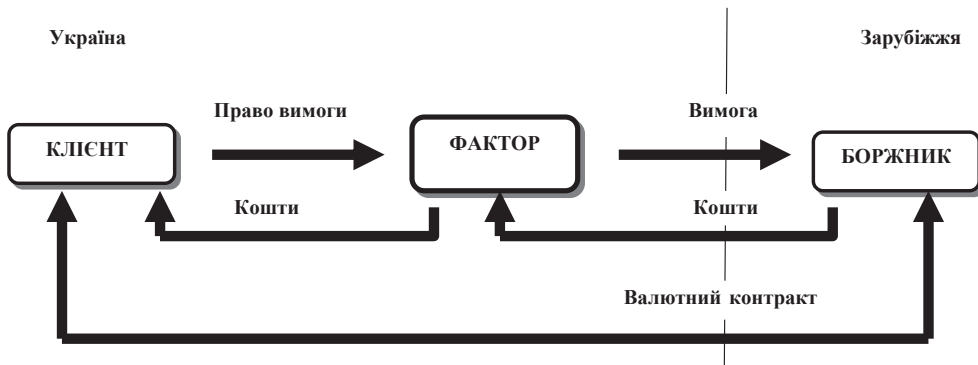 Україна
Зарубіжжя
Право вимоги
Вимога
КЛІЄНТ
ФАКТОР
БОРЖНИК
Кошти
Кошти
Валютний контракт